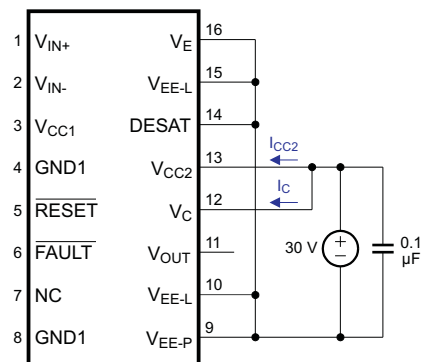 1 V_IN+ V_E 16
2 V_IN- V_EE-L 15
3 V_CC1 DESAT 14
4 GND1 V_CC2 13 I_CC2
5 RESET V_C 12 I_C
6 FAULT V_OUT 11 30 V 0.1 µF
7 NC V_EE-L 10
8 GND1 V_EE-P 9